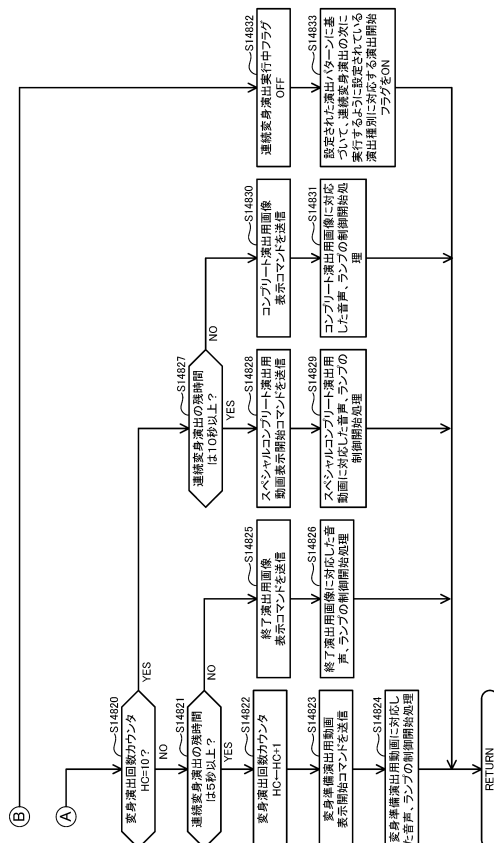 Ⓑ
Ⓐ
S14820
変身演出回数カウンタ
HC=10?
YES
NO
S14821
連続変身演出の残時間
は5秒以上?
NO
YES
S14822
変身演出回数カウンタ
HC←HC+1
S14823
変身準備演出用動画
表示開始コマンドを送信
S14824
変身準備演出用動画に対応し
た音声、ランプの制御開始処理
RETURN
S14825
終了演出用画像
表示コマンドを送信
S14826
終了演出用画像に対応した音
声、ランプの制御開始処理
S14827
連続変身演出の残時間
は10秒以上?
NO
YES
S14828
スペシャルコンプリート演出用
動画表示開始コマンドを送信
S14829
スペシャルコンプリート演出用
動画に対応した音声、ランプの
制御開始処理
S14830
コンプリート演出用画像
表示コマンドを送信
S14831
コンプリート演出用画像に対応
した音声、ランプの制御開始処
理
S14832
連続変身演出実行中フラグ
OFF
S14833
設定された演出パターンに基
づいて、連続変身演出の次に
実行するように設定されている
演出種別に対応する演出開始
フラグをON